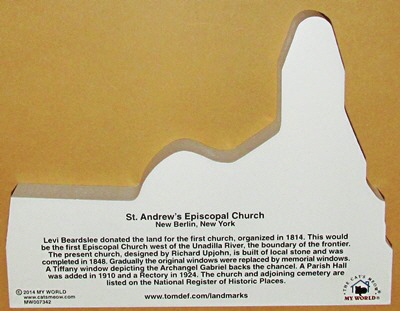 St. Andrew's Episcopal Church
New Berlin, New York
Levi Beardslee donated the land for the first church, organized in 1814. This would
be the first Episcopal Church west of the Unadilla River, the boundary of the frontier.
The present church, designed by Richard Upjohn, is built of local stone and was
completed in 1848. Gradually the original windows were replaced by memorial windows.
A Tiffany window depicting the Archangel Gabriel backs the chancel. A Parish Hall
was added in 1910 and a Rectory in 1924. The church and adjoining cemetery are
listed on the National Register of Historic Places.
© 2014 MY WORLD
www.catsmeow.com
MW507342
www.tomdef.com/landmarks
THE CAT'S MEOW
MY WORLD